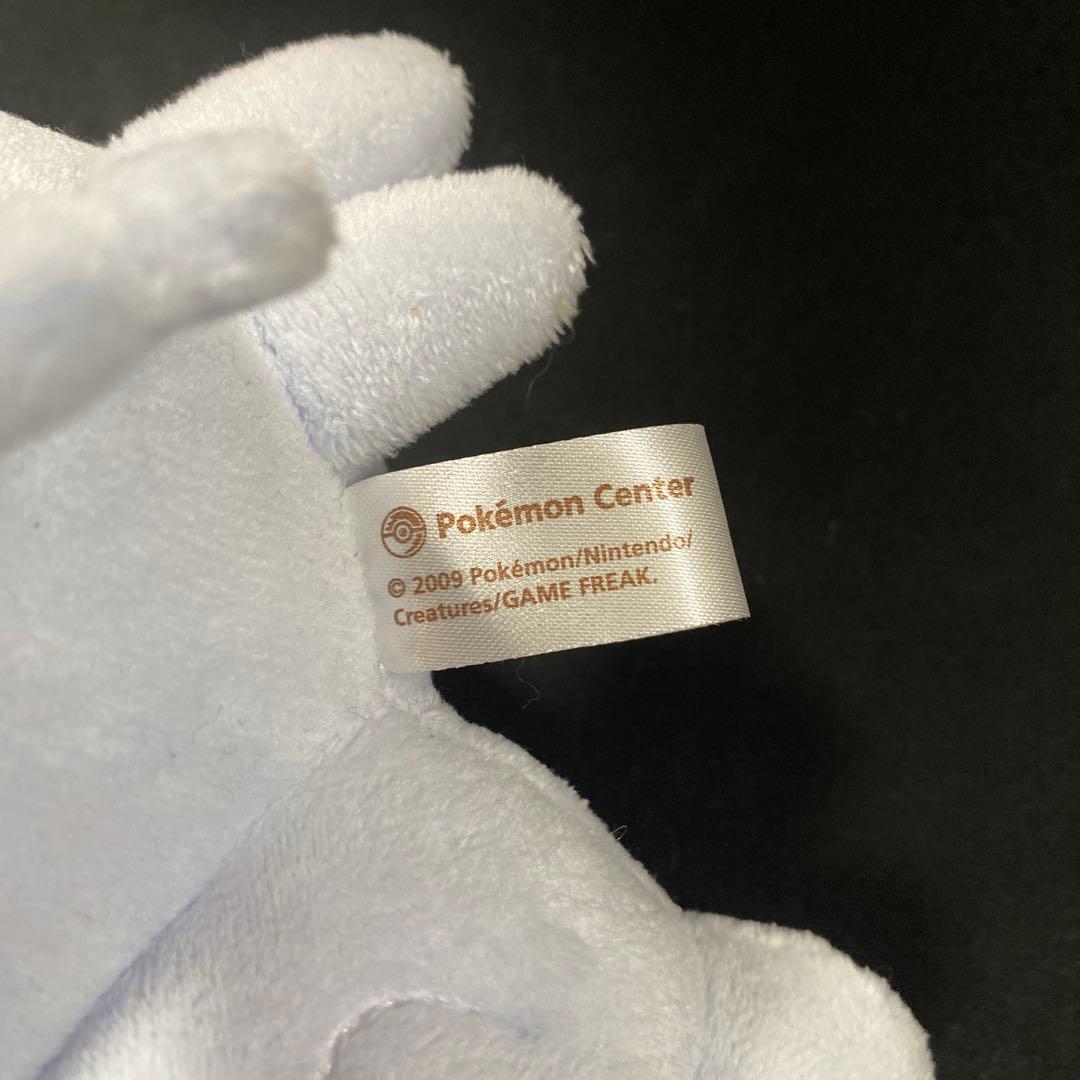 Pokémon Center
© 2009 Pokémon/Nintendo/
Creatures/GAME FREAK.